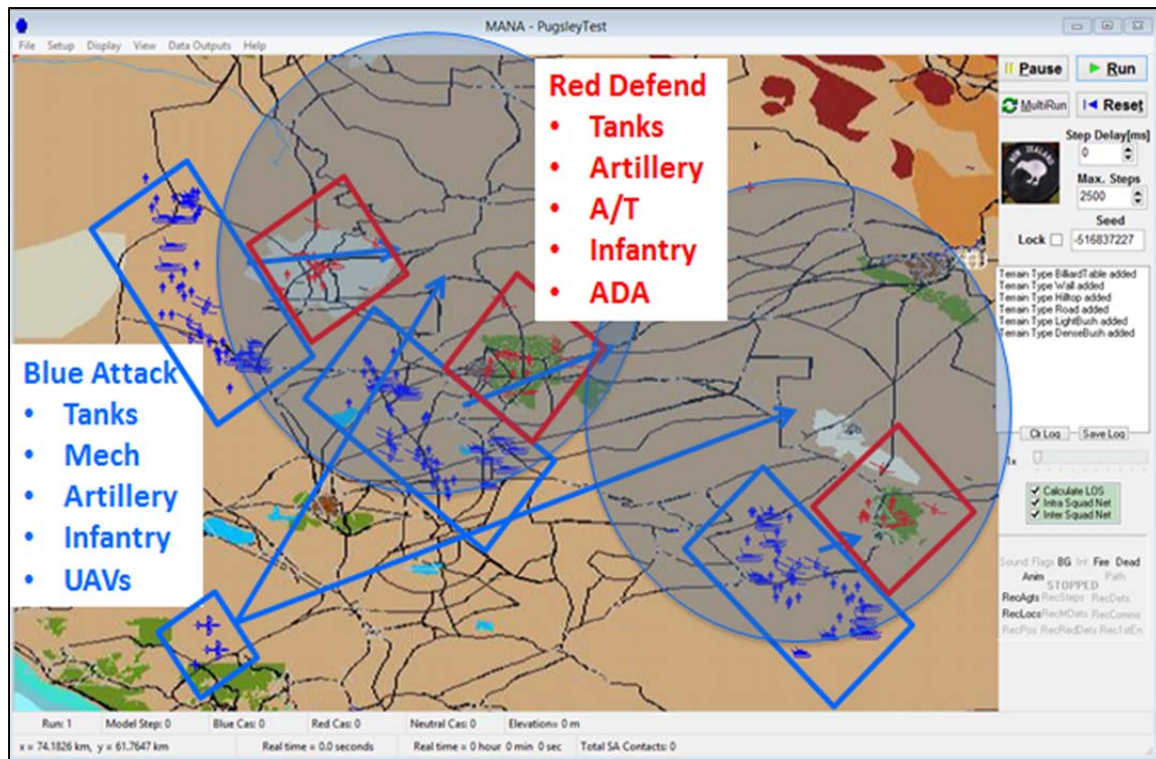 MANA - PugsleyTest
File Setup Display View Data Outputs Help
Pause Run
MultiRun Reset
Step Delay[ms]
0
Max. Steps
2500
Seed
Lock -516837227
NEW ZEALAND
Red Defend
• Tanks
• Artillery
• A/T
• Infantry
• ADA
Blue Attack
• Tanks
• Mech
• Artillery
• Infantry
• UAVs
Terrain Type BilliardTable added
Terrain Type Wall added
Terrain Type Hilltop added
Terrain Type Road added
Terrain Type LightBush added
Terrain Type DenseBush added
Clr Log Save Log
1x
Calculate LOS
Intra Squad Net
Inter Squad Net
Sound Flags BG Int Fire Dead
Anim Path
STOPPED
RecAgts RecSteps RecDets
RecLocs RecMDets RecComms
RecPos RecRedDets Rec1stEn
Run: 1 Model Step: 0 Blue Cas: 0 Red Cas: 0 Neutral Cas: 0 Elevation= 0 m
x = 74.1826 km, y = 61.7647 km Real time = 0.0 seconds Real time = 0 hour 0 min 0 sec Total SA Contacts: 0